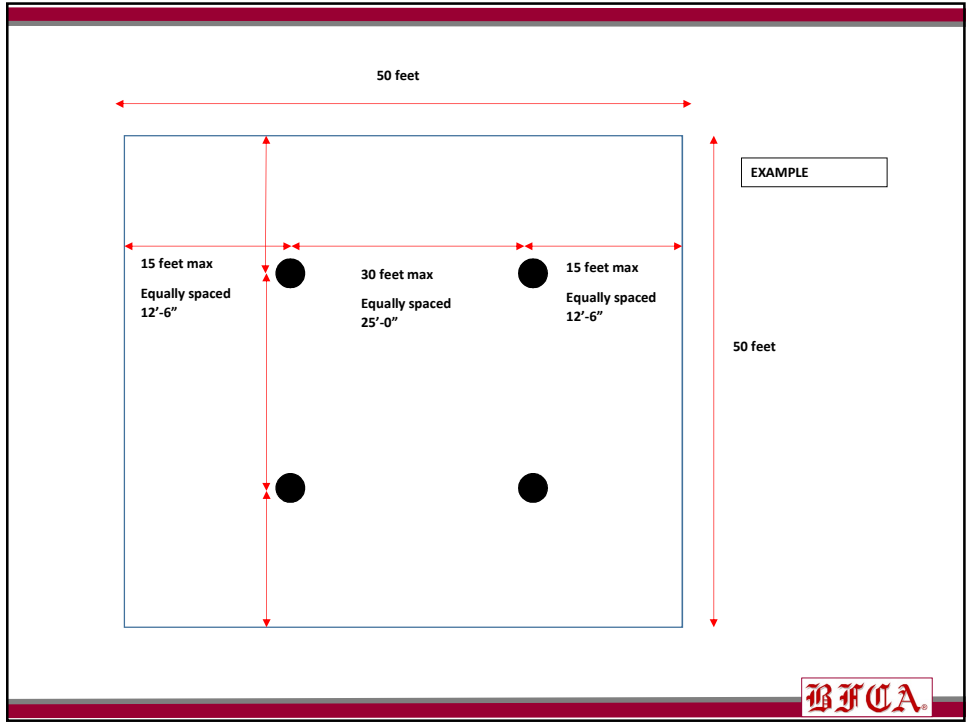 50 feet
EXAMPLE
15 feet max
Equally spaced
12’-6”
30 feet max
Equally spaced
25’-0”
15 feet max
Equally spaced
12’-6”
50 feet
BFCA®